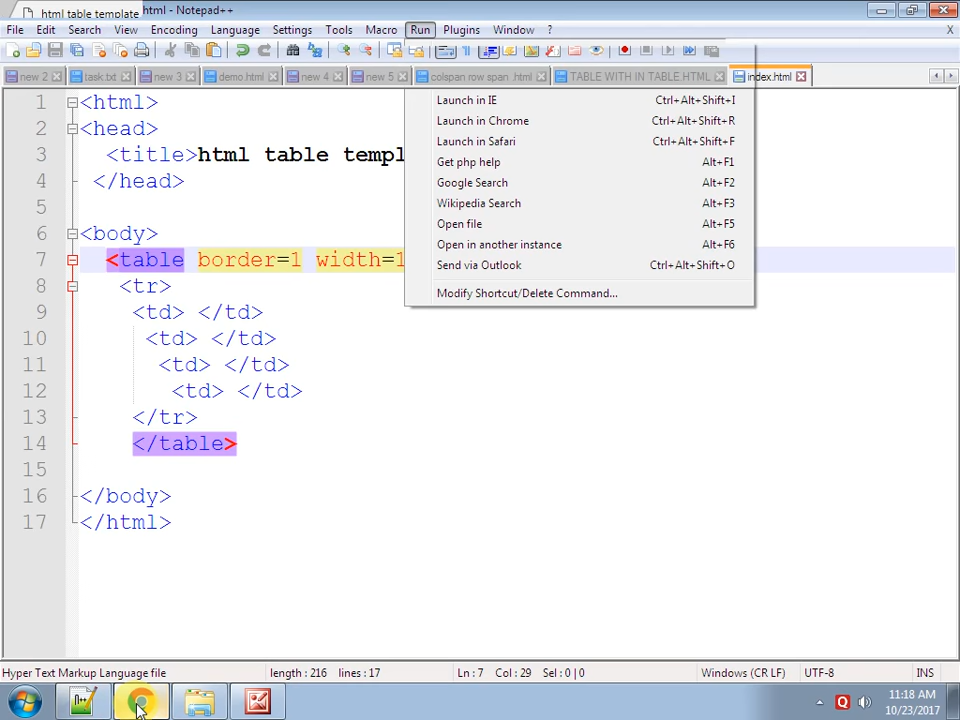 html table template
html - Notepad++
File Edit Search View Encoding Language Settings Tools Macro Run Plugins Window ? X
new 2 task.txt new 3 demo.html new 4 new 5 colspan row span .html TABLE WITH IN TABLE.HTML index.html
Launch in IE Ctrl+Alt+Shift+I
Launch in Chrome Ctrl+Alt+Shift+R
Launch in Safari Ctrl+Alt+Shift+F
Get php help Alt+F1
Google Search Alt+F2
Wikipedia Search Alt+F3
Open file Alt+F5
Open in another instance Alt+F6
Send via Outlook Ctrl+Alt+Shift+O
Modify Shortcut/Delete Command...
1 <html>
2 <head>
3 <title>html table templ
4 </head>
5
6 <body>
7 <table border=1 width=1
8 <tr>
9 <td> </td>
10 <td> </td>
11 <td> </td>
12 <td> </td>
13 </tr>
14 </table>
15
16 </body>
17 </html>
Hyper Text Markup Language file length : 216 lines : 17 Ln : 7 Col : 29 Sel : 0 | 0 Windows (CR LF) UTF-8 INS
11:18 AM
10/23/2017